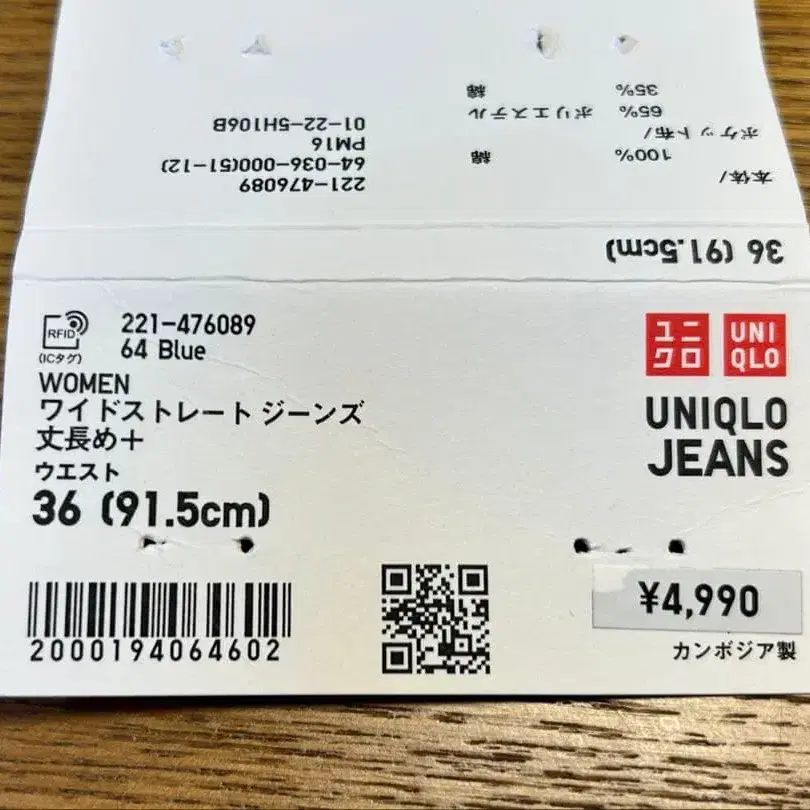 本体/
100% 綿
ポケット布/
65% ポリエステル
35% 綿
221-476089
64-036-000(51-12)
PM16
01-22-5H106B
36 (91.5cm)
RFID
(ICタグ)
221-476089
64 Blue
WOMEN
ワイドストレートジーンズ
丈長め+
ウエスト
36 (91.5cm)
2000194064602
ユニ
クロ
UNI
QLO
UNIQLO
JEANS
¥4,990
カンボジア製